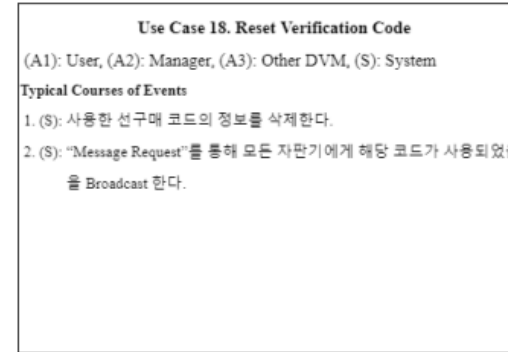 Use Case 18. Reset Verification Code
(A1): User, (A2): Manager, (A3): Other DVM, (S): System
Typical Courses of Events
1. (S): 사용한 선구매 코드의 정보를 삭제한다.
2. (S): “Message Request”를 통해 모든 자판기에게 해당 코드가 사용되었
을 Broadcast 한다.